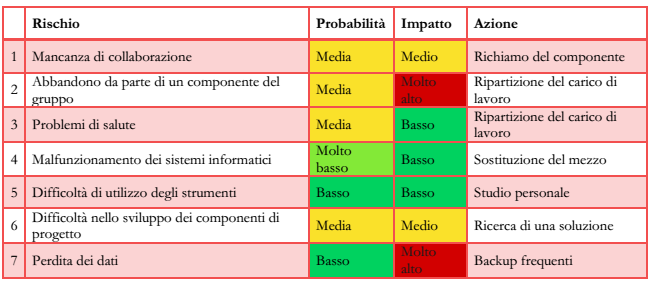 Rischio Probabilità Impatto Azione
1 Mancanza di collaborazione Media Medio Richiamo del componente
2 Abbandono da parte di un componente del gruppo Media Molto alto Ripartizione del carico di lavoro
3 Problemi di salute Media Basso Ripartizione del carico di lavoro
4 Malfunzionamento dei sistemi informatici Molto basso Basso Sostituzione del mezzo
5 Difficoltà di utilizzo degli strumenti Basso Basso Studio personale
6 Difficoltà nello sviluppo dei componenti di progetto Media Medio Ricerca di una soluzione
7 Perdita dei dati Basso Molto alto Backup frequenti